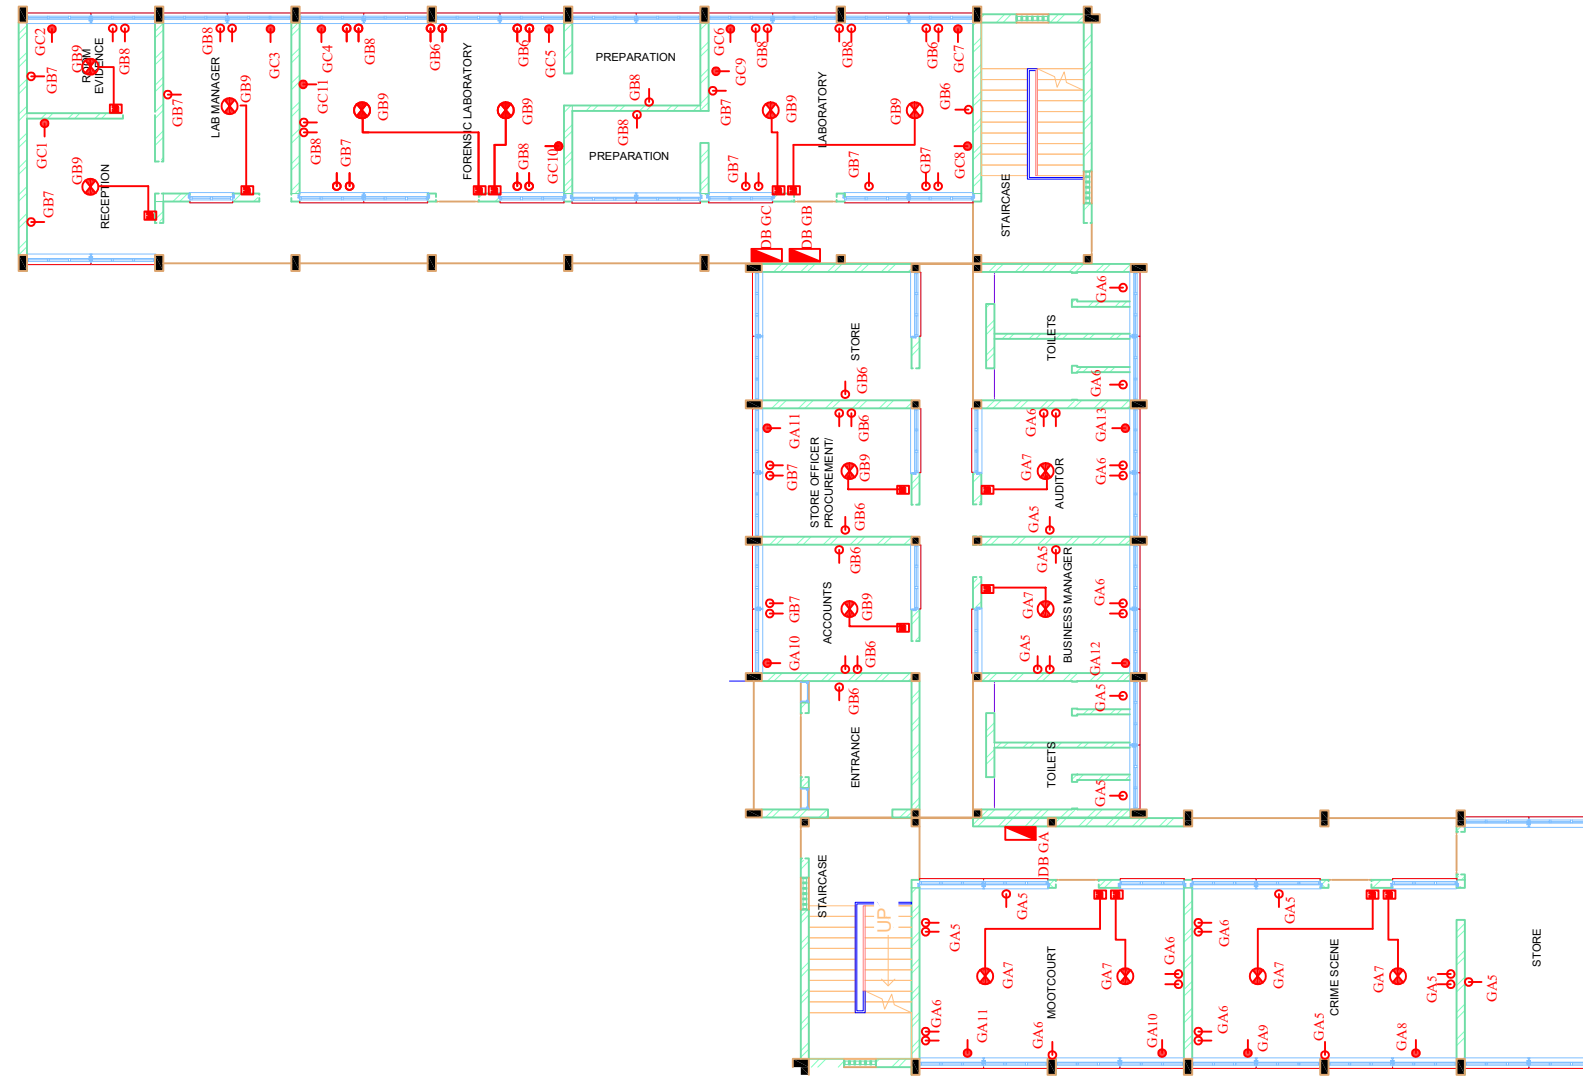 GC2
GB9
ROOM
EVIDENCE
GB8
GB7
GC1
GB9
GB7
RECEPTION
GB8
GC3
LAB MANAGER
GB9
GB7
GC4
GB8
GB6
GB6
GC5
GC11
GB9
FORENSIC LABORATORY
GB9
GB8
GB7
GB8
GC10
PREPARATION
GB8
GB8
PREPARATION
GC6
GB8
GB8
GB6
GC7
GC9
GB7
GB9
LABORATORY
GB9
GB6
GB7
GB7
GB7
GC8
STAIRCASE
DB GC
DB GB
STORE
GB6
TOILETS
GA6
GA6
GA11
GB6
GB7
STORE OFFICER
PROCUREMENT/
GB9
GB6
GA6
GA13
GA7
AUDITOR
GA6
GA5
GB6
GB7
ACCOUNTS
GB9
GA10
GB6
GA5
BUSINESS MANAGER
GA7
GA6
GA5
GA12
GB6
ENTRANCE
TOILETS
GA5
GA5
STAIRCASE
DB GA
UP
GA5
GA5
GA6
GA7
MOOTCOURT
GA7
GA6
GA11
GA6
GA10
GA5
GA6
GA7
CRIME SCENE
GA7
GA5
GA6
GA9
GA5
GA8
GA5
STORE